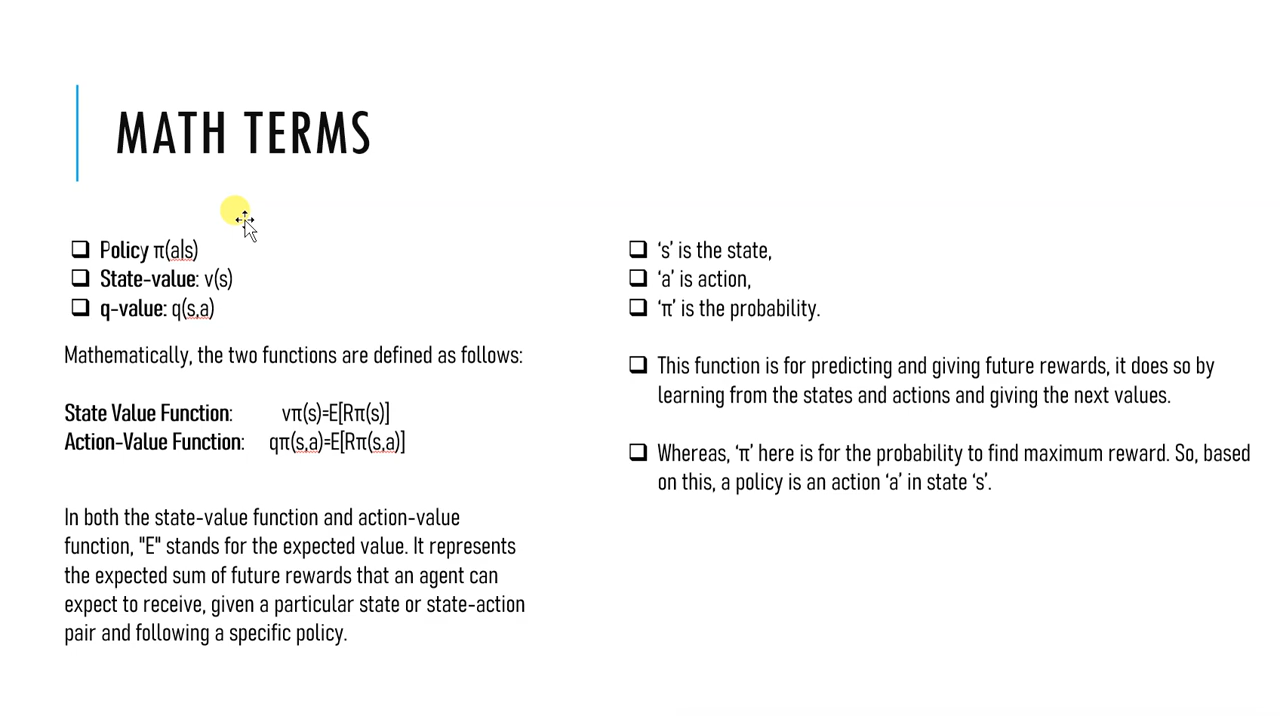 MATH TERMS
Policy π(a|s)
State-value: v(s)
q-value: q(s,a)
Mathematically, the two functions are defined as follows:
State Value Function: vπ(s)=E[Rπ(s)]
Action-Value Function: qπ(s,a)=E[Rπ(s,a)]
In both the state-value function and action-value
function, "E" stands for the expected value. It represents
the expected sum of future rewards that an agent can
expect to receive, given a particular state or state-action
pair and following a specific policy.
‘s’ is the state,
‘a’ is action,
‘π’ is the probability.
This function is for predicting and giving future rewards, it does so by
learning from the states and actions and giving the next values.
Whereas, ‘π’ here is for the probability to find maximum reward. So, based
on this, a policy is an action ‘a’ in state ‘s’.